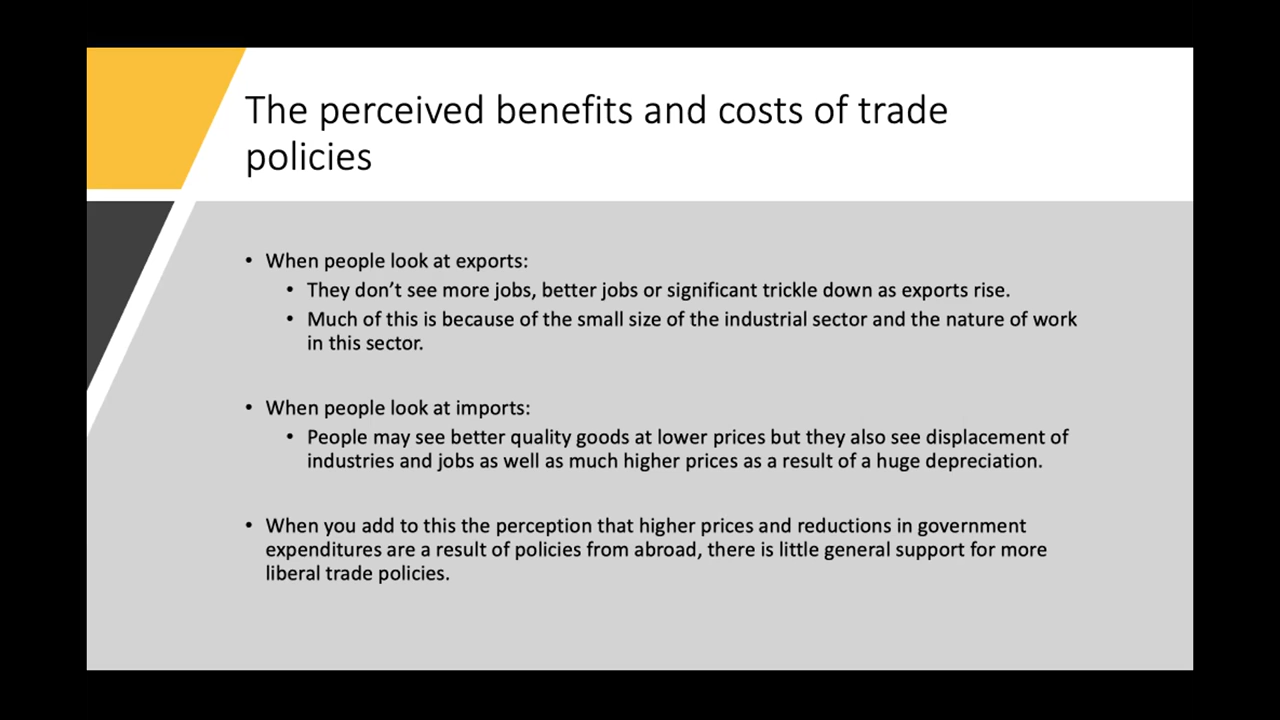 The perceived benefits and costs of trade
policies
• When people look at exports:
• They don’t see more jobs, better jobs or significant trickle down as exports rise.
• Much of this is because of the small size of the industrial sector and the nature of work
in this sector.
• When people look at imports:
• People may see better quality goods at lower prices but they also see displacement of
industries and jobs as well as much higher prices as a result of a huge depreciation.
• When you add to this the perception that higher prices and reductions in government
expenditures are a result of policies from abroad, there is little general support for more
liberal trade policies.